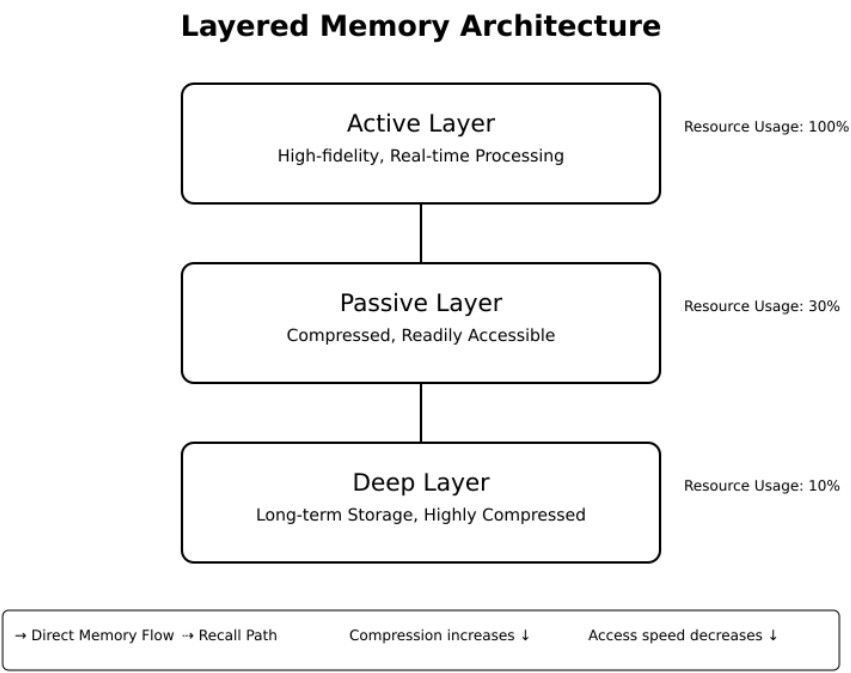 Layered Memory Architecture
Active Layer
High-fidelity, Real-time Processing
Resource Usage: 100%
Passive Layer
Compressed, Readily Accessible
Resource Usage: 30%
Deep Layer
Long-term Storage, Highly Compressed
Resource Usage: 10%
→ Direct Memory Flow ⇢ Recall Path
Compression increases ↓
Access speed decreases ↓